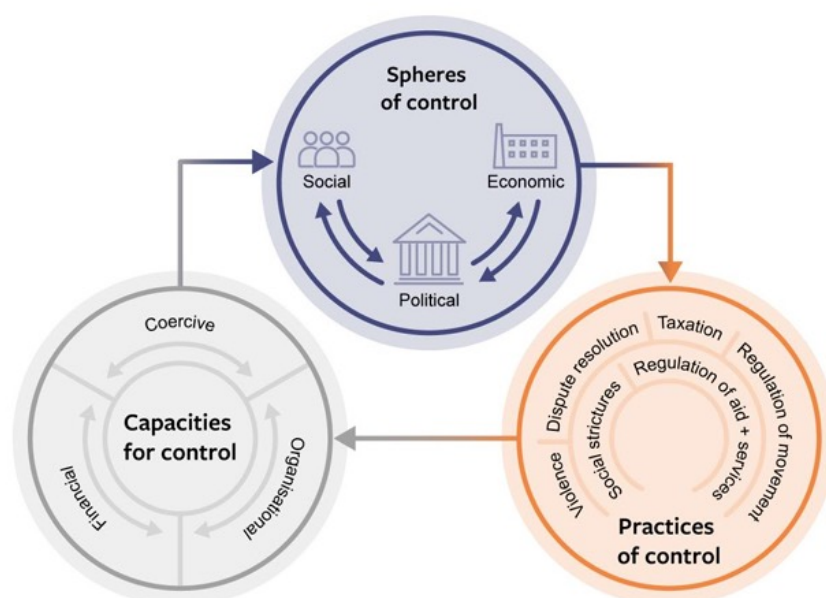 Spheres
of control
Social
Economic
Political
Coercive
Capacities
for control
Financial
Organisational
Violence
Dispute resolution
Taxation
Regulation of movement
Social strictures
Regulation of aid + services
Practices
of control